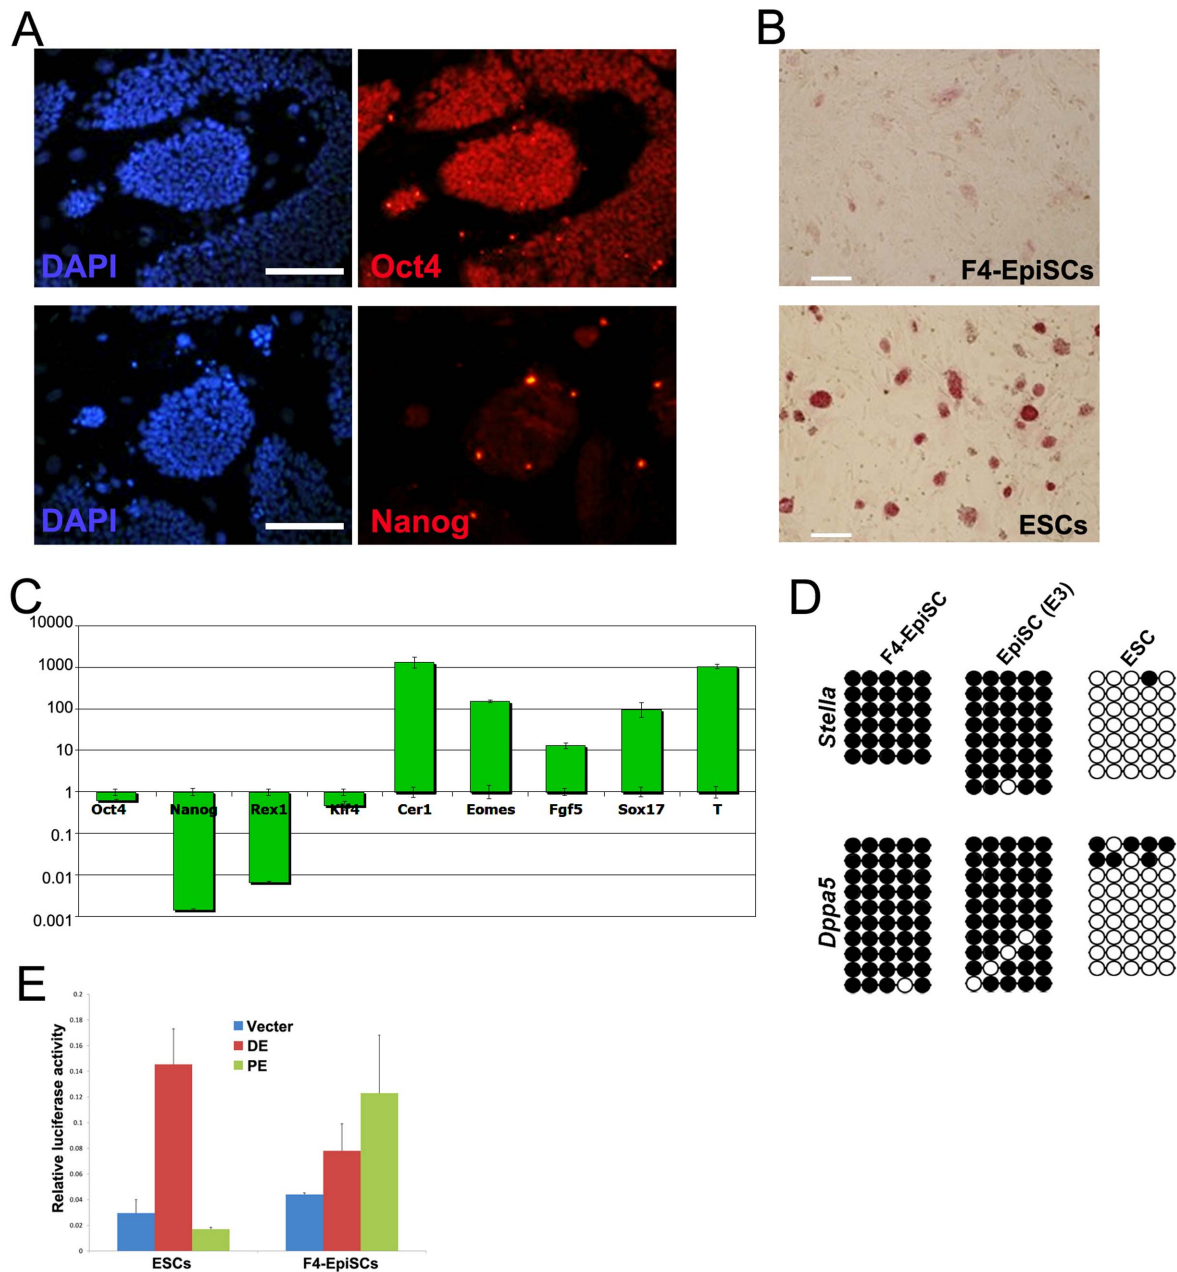 A
B
DAPI
Oct4
F4-EpiSCs
DAPI
Nanog
ESCs
C
10000
1000
100
10
1
0.1
0.01
0.001
Oct4 Nanog Rex1 Klf4 Cer1 Eomes Fgf5 Sox17 T
D
F4-EpiSC
EpiSC (E3)
ESC
Stella
Dppa5
E
Relative luciferase activity
0.2
0.18
0.16
0.14
0.12
0.1
0.08
0.06
0.04
0.02
0
Vecter
DE
PE
ESCs
F4-EpiSCs